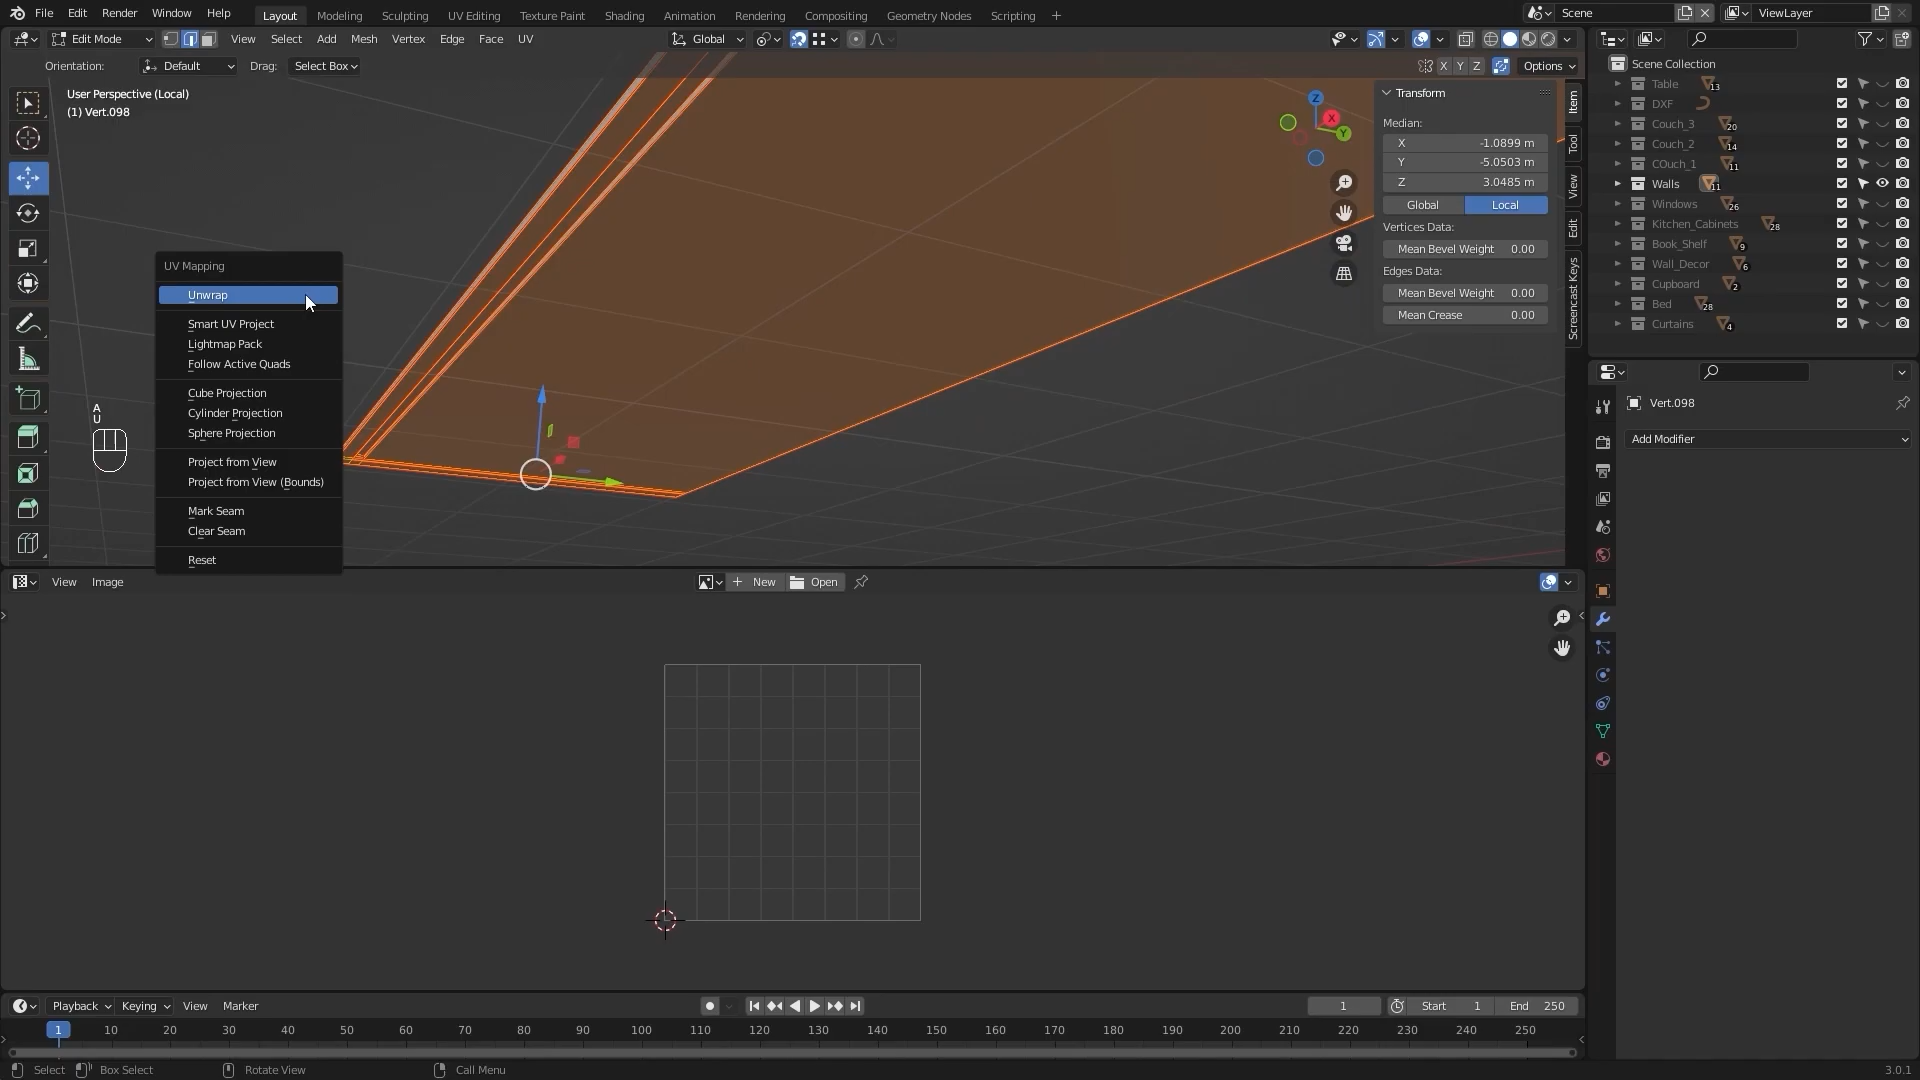 File Edit Render Window Help
Layout Modeling Sculpting UV Editing Texture Paint Shading Animation Rendering Compositing Geometry Nodes Scripting +
Scene
ViewLayer
Edit Mode View Select Add Mesh Vertex Edge Face UV
Global
Orientation: Default Drag: Select Box
X Y Z Options
User Perspective (Local)
(1) Vert.098
Z
X
Y
Transform
Median:
X -1.0899 m
Y -5.0503 m
Z 3.0485 m
Global Local
Vertices Data:
Mean Bevel Weight 0.00
Edges Data:
Mean Bevel Weight 0.00
Mean Crease 0.00
Item
Tool
View
Edit
Screencast Keys
UV Mapping
Unwrap
Smart UV Project
Lightmap Pack
Follow Active Quads
Cube Projection
Cylinder Projection
Sphere Projection
Project from View
Project from View (Bounds)
Mark Seam
Clear Seam
Reset
A
U
Scene Collection
Table 13
DXF
Couch_3 20
Couch_2 14
COuch_1 11
Walls 11
Windows 26
Kitchen_Cabinets 28
Book_Shelf 9
Wall_Decor 6
Cupboard 2
Bed 28
Curtains 4
Vert.098
Add Modifier
View Image
New Open
Playback Keying View Marker
1 Start 1 End 250
1 10 20 30 40 50 60 70 80 90 100 110 120 130 140 150 160 170 180 190 200 210 220 230 240 250
Select Box Select Rotate View Call Menu
3.0.1